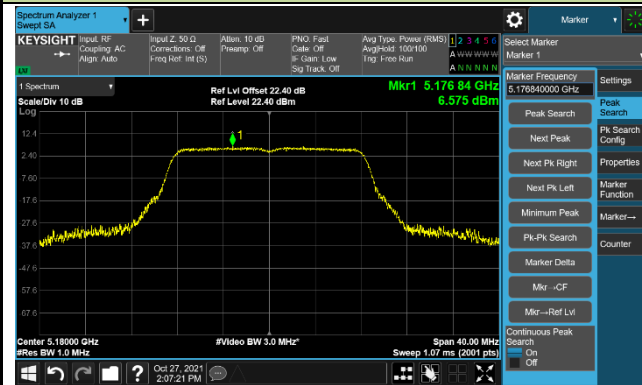 Spectrum Analyzer 1
Swept SA
Marker
KEYSIGHT
Input: RF
Coupling: AC
Align: Auto
Input Z: 50 Ω
Corrections: Off
Freq Ref: Int (S)
Atten: 10 dB
Preamp: Off
PNO: Fast
Gate: Off
IF Gain: Low
Sig Track: Off
Avg Type: Power (RMS)
Avg|Hold: 100/100
Trig: Free Run
1 2 3 4 5 6
A W W W W W
A N N N N N
LXI
1 Spectrum
Scale/Div 10 dB
Log
Ref Lvl Offset 22.40 dB
Ref Level 22.40 dBm
Mkr1 5.176 84 GHz
6.575 dBm
1
12.4
2.40
-7.60
-17.6
-27.6
-37.6
-47.6
-57.6
-67.6
Center 5.18000 GHz
#Res BW 1.0 MHz
#Video BW 3.0 MHz*
Span 40.00 MHz
Sweep 1.07 ms (2001 pts)
Select Marker
Marker 1
Marker Frequency
5.176840000 GHz
Peak Search
Next Peak
Next Pk Right
Next Pk Left
Minimum Peak
Pk-Pk Search
Marker Delta
Mkr→CF
Mkr→Ref Lvl
Continuous Peak
Search
On
Off
Settings
Peak
Search
Pk Search
Config
Properties
Marker
Function
Marker→
Counter
?
Oct 27, 2021
2:07:21 PM